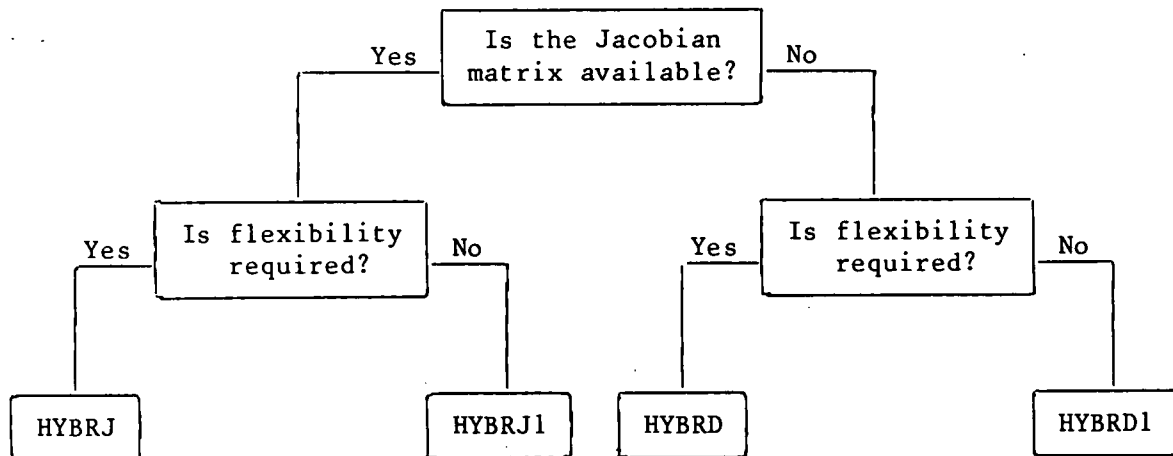 Is the Jacobian
matrix available?
Yes
No
Is flexibility
required?
Yes
No
Is flexibility
required?
Yes
No
HYBRJ
HYBRJ1
HYBRD
HYBRD1